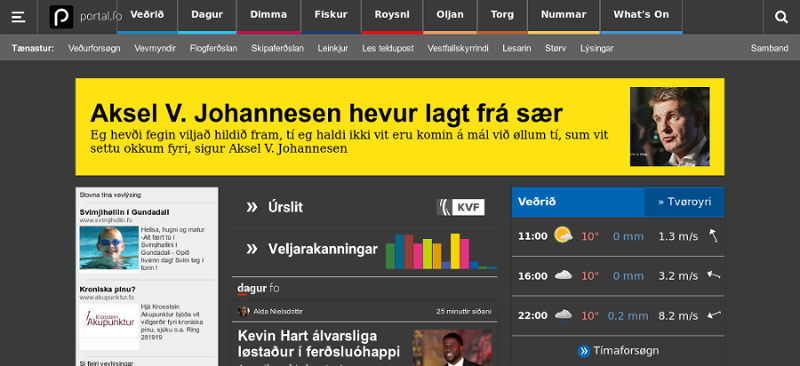 portal.fo Veðrið Dagur Dimma Fiskur Roysni Oljan Torg Nummar What's On
Tænastur: Veðurforsøgn Vevmyndir Flogferðslan Skipaferðslan Leinkjur Les teldupost Vestfallskyrrindi Lesarin Størv Lýsingar Samband
Aksel V. Johannesen hevur lagt frá sær
Eg hevði fegin viljað hildið fram, tí eg haldi ikki vit eru komin á mál við øllum tí, sum vit
settu okkum fyri, sigur Aksel V. Johannesen
Stovna tína vevlýsing
Svimjihøllin í Gundadali
www.svimjihollin.fo
Heilsa, hugni og motur
-Alt fært tú í
Svimjihøllini í
Gundadali - Opið
hvønn dag! Svim teg í
form !
Kroniska pínu?
www.akupunktur.fo
Krosstein
Akupunktur
Hjá Krosstein
Akupunktur bjóða vit
viðgerðir fyri kroniska
pínu, sjúku o.a. Ring
281919
Sí fleiri vevlýsingar
» Úrslit
KVF
» Veljarakanningar
dagur.fo
Alda Nielsdóttir 25 minuttir síðani
Kevin Hart álvarsliga
løstaður í ferðsluóhappi
Veðrið » Tvøroyri
11:00 10° 0 mm 1.3 m/s
16:00 10° 0 mm 3.2 m/s
22:00 10° 0.2 mm 8.2 m/s
» Tímaforsøgn